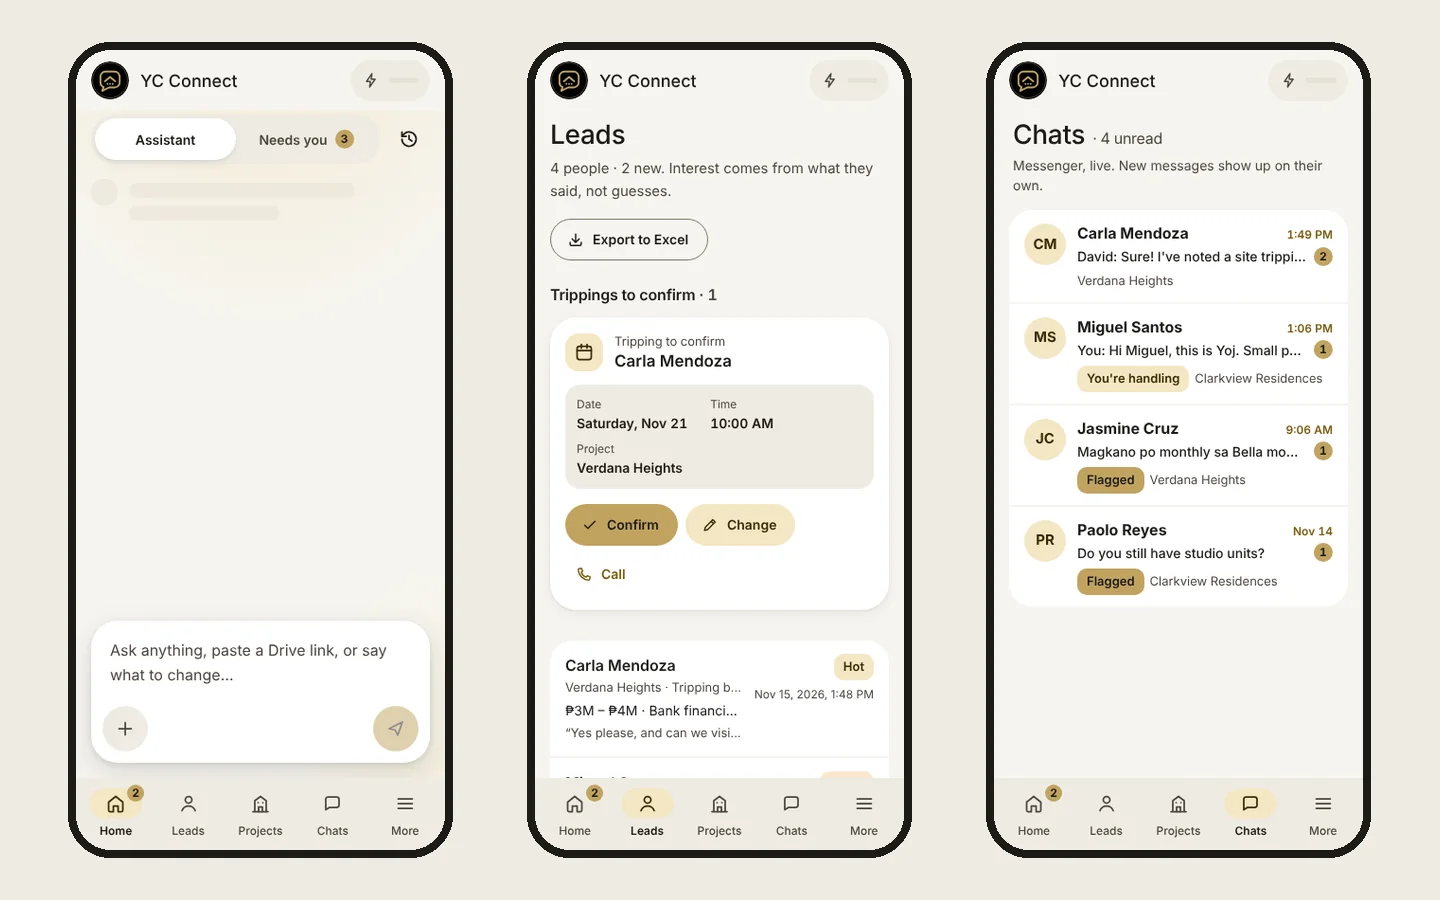 YC Connect
Assistant
Needs you 3
Ask anything, paste a Drive link, or say
what to change...
2
Home
Leads
Projects
Chats
More
YC Connect
Leads
4 people · 2 new. Interest comes from what they
said, not guesses.
Export to Excel
Trippings to confirm · 1
Tripping to confirm
Carla Mendoza
Date
Time
Saturday, Nov 21
10:00 AM
Project
Verdana Heights
Confirm
Change
Call
Carla Mendoza
Hot
Verdana Heights · Tripping b...
Nov 15, 2026, 1:48 PM
₱3M – ₱4M · Bank financi...
“Yes please, and can we visi...
2
Home
Leads
Projects
Chats
More
YC Connect
Chats · 4 unread
Messenger, live. New messages show up on their
own.
CM
Carla Mendoza
1:49 PM
David: Sure! I've noted a site trippi...
2
Verdana Heights
MS
Miguel Santos
1:06 PM
You: Hi Miguel, this is Yoj. Small p...
1
You're handling
Clarkview Residences
JC
Jasmine Cruz
9:06 AM
Magkano po monthly sa Bella mo...
1
Flagged
Verdana Heights
PR
Paolo Reyes
Nov 14
Do you still have studio units?
1
Flagged
Clarkview Residences
2
Home
Leads
Projects
Chats
More